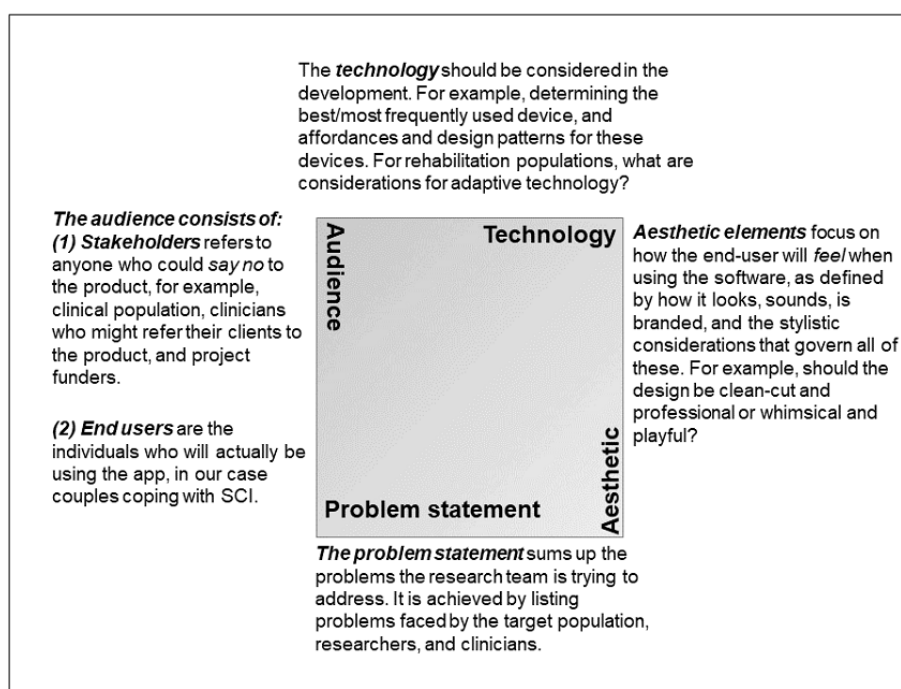 The technology should be considered in the
development. For example, determining the
best/most frequently used device, and
affordances and design patterns for these
devices. For rehabilitation populations, what are
considerations for adaptive technology?
The audience consists of:
(1) Stakeholders refers to
anyone who could say no to
the product, for example,
clinical population, clinicians
who might refer their clients to
the product, and project
funders.
(2) End users are the
individuals who will actually be
using the app, in our case
couples coping with SCI.
Audience
Technology
Problem statement
Aesthetic
Aesthetic elements focus on
how the end-user will feel when
using the software, as defined
by how it looks, sounds, is
branded, and the stylistic
considerations that govern all of
these. For example, should the
design be clean-cut and
professional or whimsical and
playful?
The problem statement sums up the
problems the research team is trying to
address. It is achieved by listing
problems faced by the target population,
researchers, and clinicians.